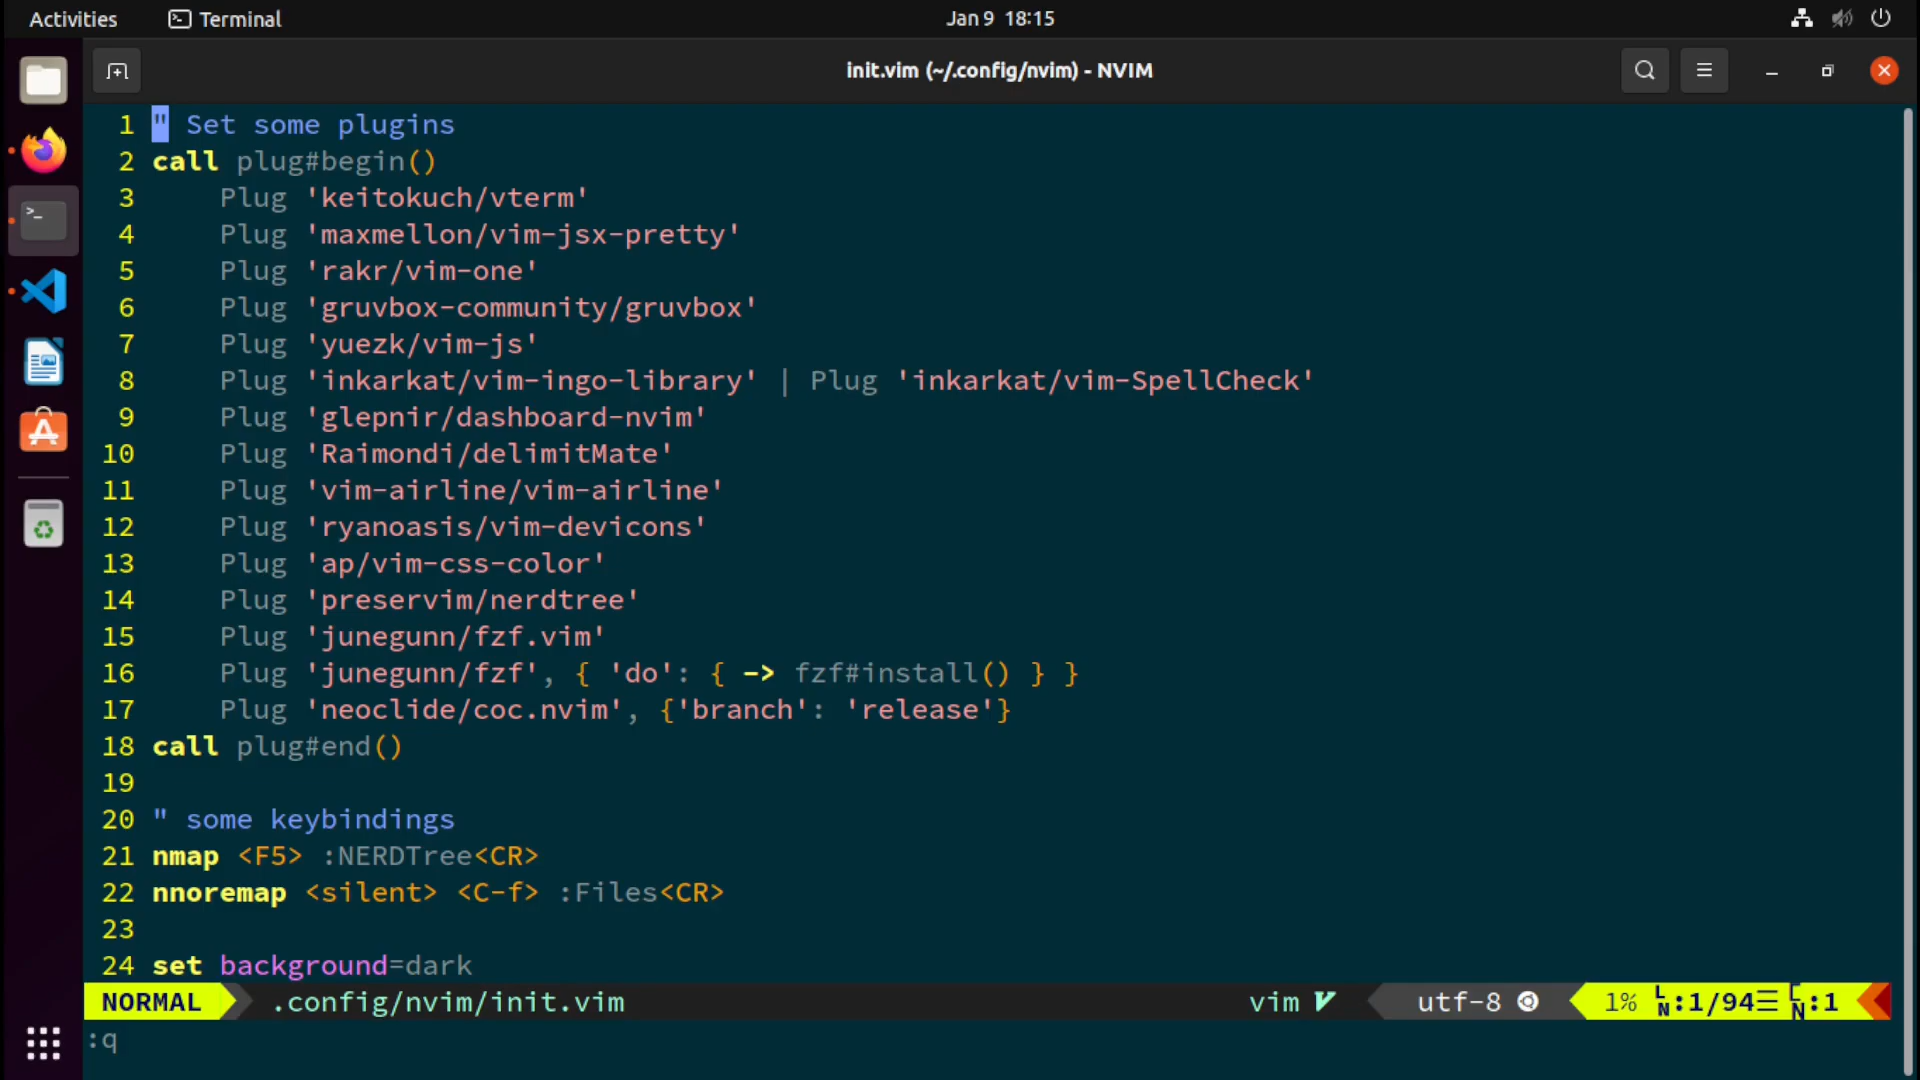 Activities Terminal Jan 9 18:15
init.vim (~/.config/nvim) - NVIM
1 " Set some plugins
2 call plug#begin()
3     Plug 'keitokuch/vterm'
4     Plug 'maxmellon/vim-jsx-pretty'
5     Plug 'rakr/vim-one'
6     Plug 'gruvbox-community/gruvbox'
7     Plug 'yuezk/vim-js'
8     Plug 'inkarkat/vim-ingo-library' | Plug 'inkarkat/vim-SpellCheck'
9     Plug 'glepnir/dashboard-nvim'
10     Plug 'Raimondi/delimitMate'
11     Plug 'vim-airline/vim-airline'
12     Plug 'ryanoasis/vim-devicons'
13     Plug 'ap/vim-css-color'
14     Plug 'preservim/nerdtree'
15     Plug 'junegunn/fzf.vim'
16     Plug 'junegunn/fzf', { 'do': { -> fzf#install() } }
17     Plug 'neoclide/coc.nvim', {'branch': 'release'}
18 call plug#end()
19
20 " some keybindings
21 nmap <F5> :NERDTree<CR>
22 nnoremap <silent> <C-f> :Files<CR>
23
24 set background=dark
NORMAL .config/nvim/init.vim vim utf-8 1% LN:1/94☰ CN:1
:q